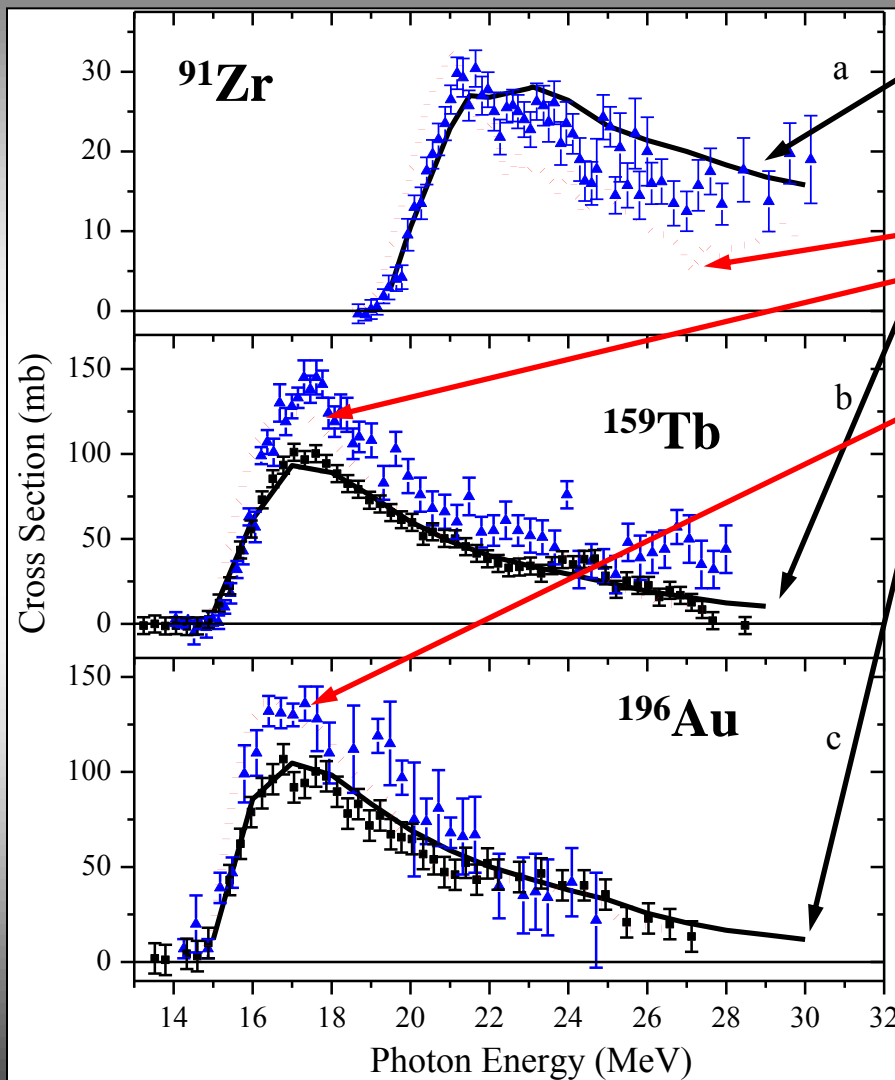 ⁹¹Zr
a
30
20
10
0
150
100
50
0
¹⁵⁹Tb
b
150
100
50
0
¹⁹⁶Au
c
Cross Section (mb)
14 16 18 20 22 24 26 28 30 32
Photon Energy (MeV)